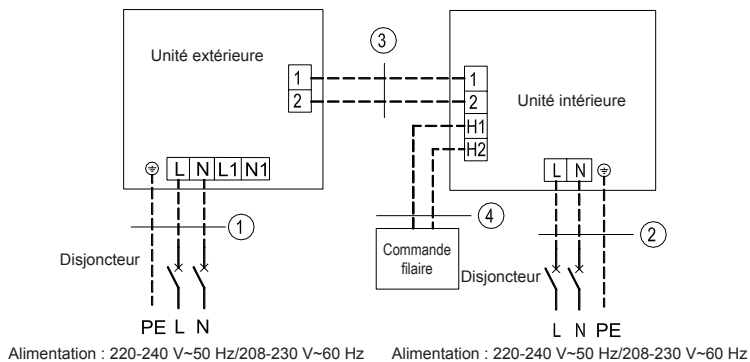 Unité extérieure
1
2
L N L1 N1
3
Unité intérieure
1
2
H1
H2
L N
1
Disjoncteur
PE L N
4
Commande
filaire
2
Disjoncteur
L N PE
Alimentation : 220-240 V~50 Hz/208-230 V~60 Hz
Alimentation : 220-240 V~50 Hz/208-230 V~60 Hz